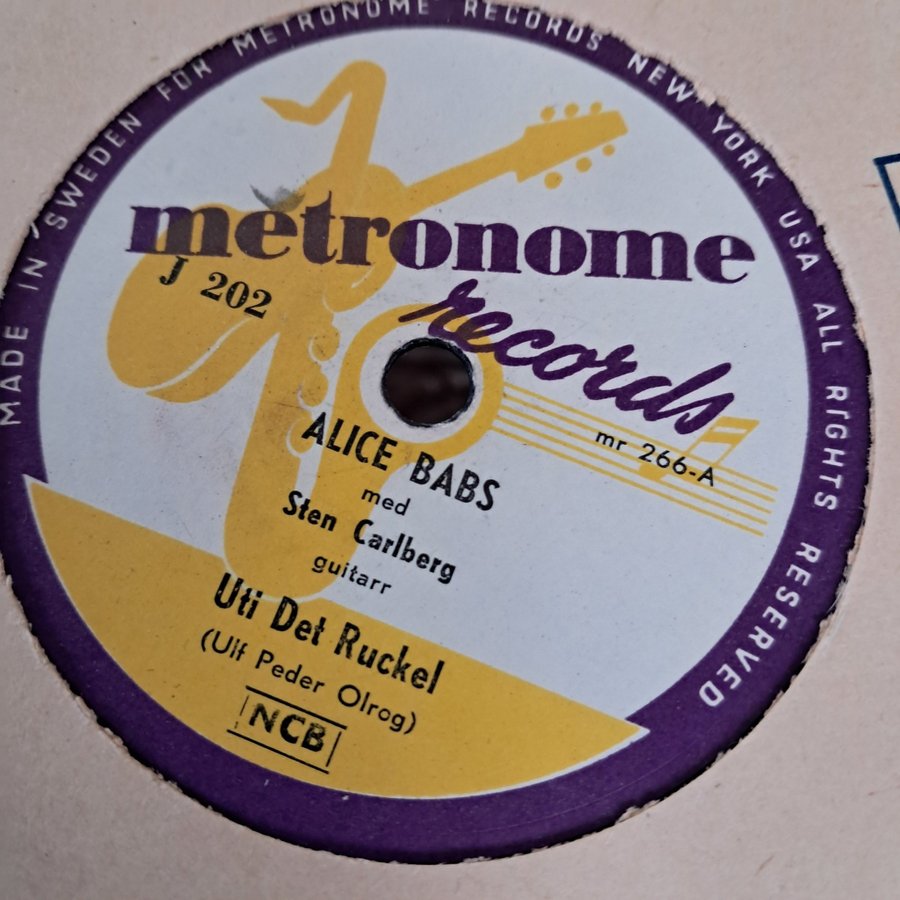 MADE IN SWEDEN FOR METRONOME RECORDS NEW YORK USA ALL RIGHTS RESERVED
metronome
records
J 202
mr 266-A
ALICE BABS
med
Sten Carlberg
guitarr
Uti Det Ruckel
(Ulf Peder Olrog)
NCB